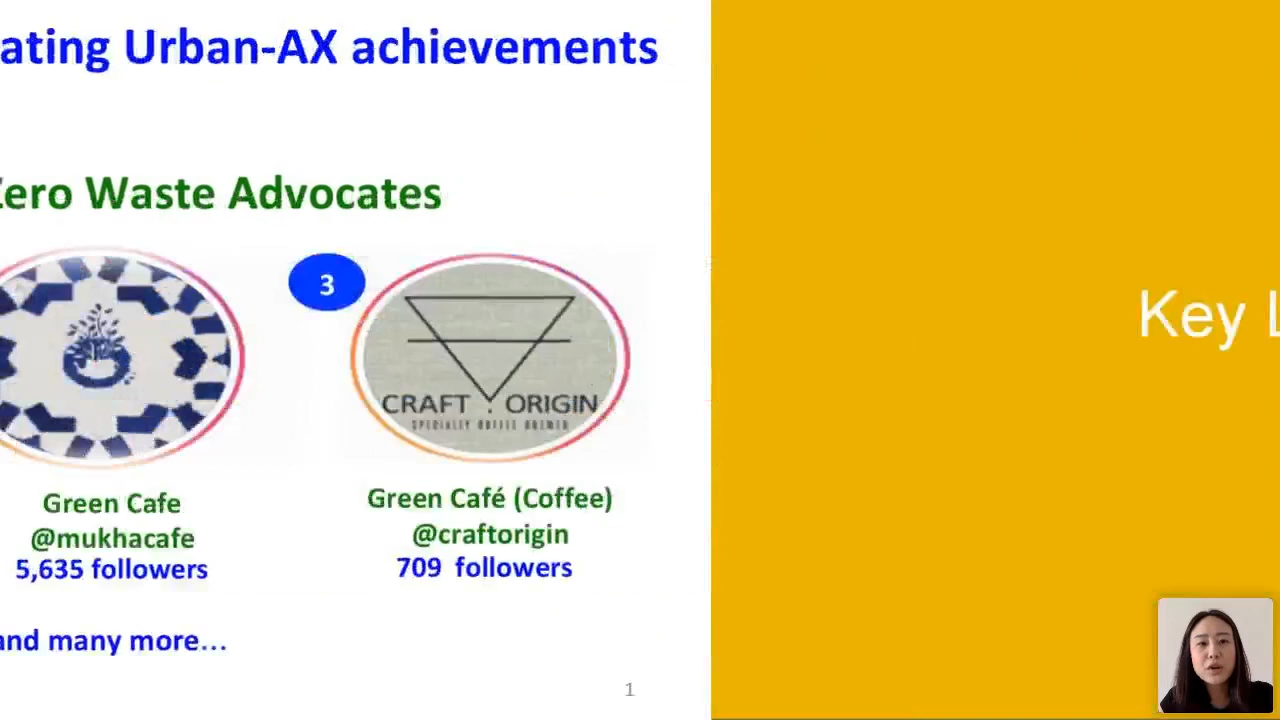 ating Urban-AX achievements
Zero Waste Advocates
3
CRAFT . ORIGIN
Green Cafe
@mukhacafe
5,635 followers
Green Café (Coffee)
@craftorigin
709 followers
and many more...
1
Key L